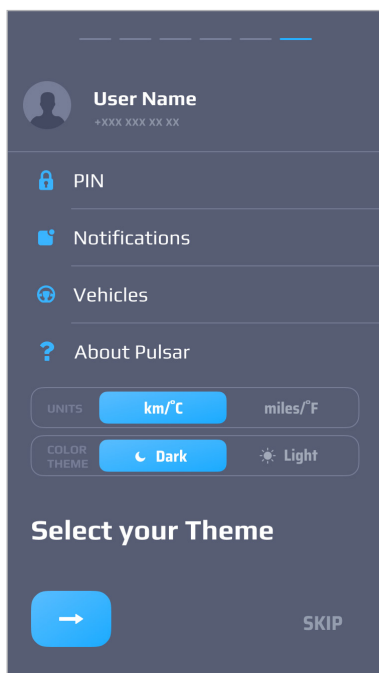 User Name
+xxx xxx xx xx
PIN
Notifications
Vehicles
? About Pulsar
UNITS km/°C miles/°F
COLOR THEME Dark Light
Select your Theme
SKIP